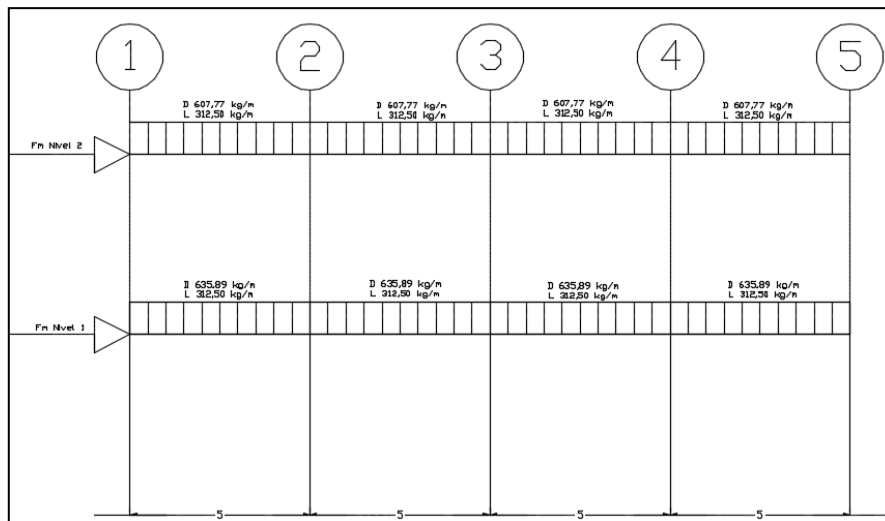 1 2 3 4 5
D 607,77 kg/m D 607,77 kg/m D 607,77 kg/m D 607,77 kg/m
L 312,50 kg/m L 312,50 kg/m L 312,50 kg/m L 312,50 kg/m
Fm Nivel 2
D 635,89 kg/m D 635,89 kg/m D 635,89 kg/m D 635,89 kg/m
L 312,50 kg/m L 312,50 kg/m L 312,50 kg/m L 312,50 kg/m
Fm Nivel 1
5 5 5 5